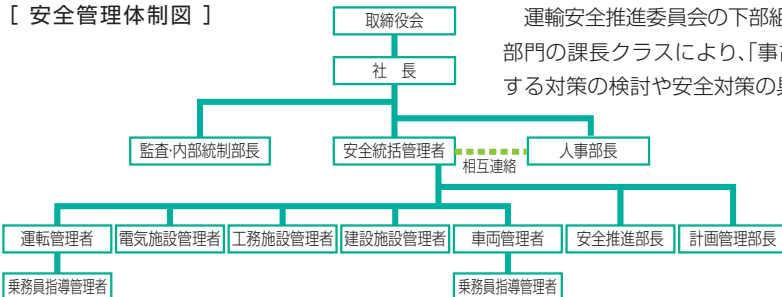 [ 安全管理体制図 ]
運輸安全推進委員会の下部組
部門の課長クラスにより、「事
する対策の検討や安全対策の
取締役会
社　長
監査・内部統制部長
安全統括管理者
相互連絡
人事部長
運転管理者
電気施設管理者
工務施設管理者
建設施設管理者
車両管理者
安全推進部長
計画管理部長
乗務員指導管理者
乗務員指導管理者